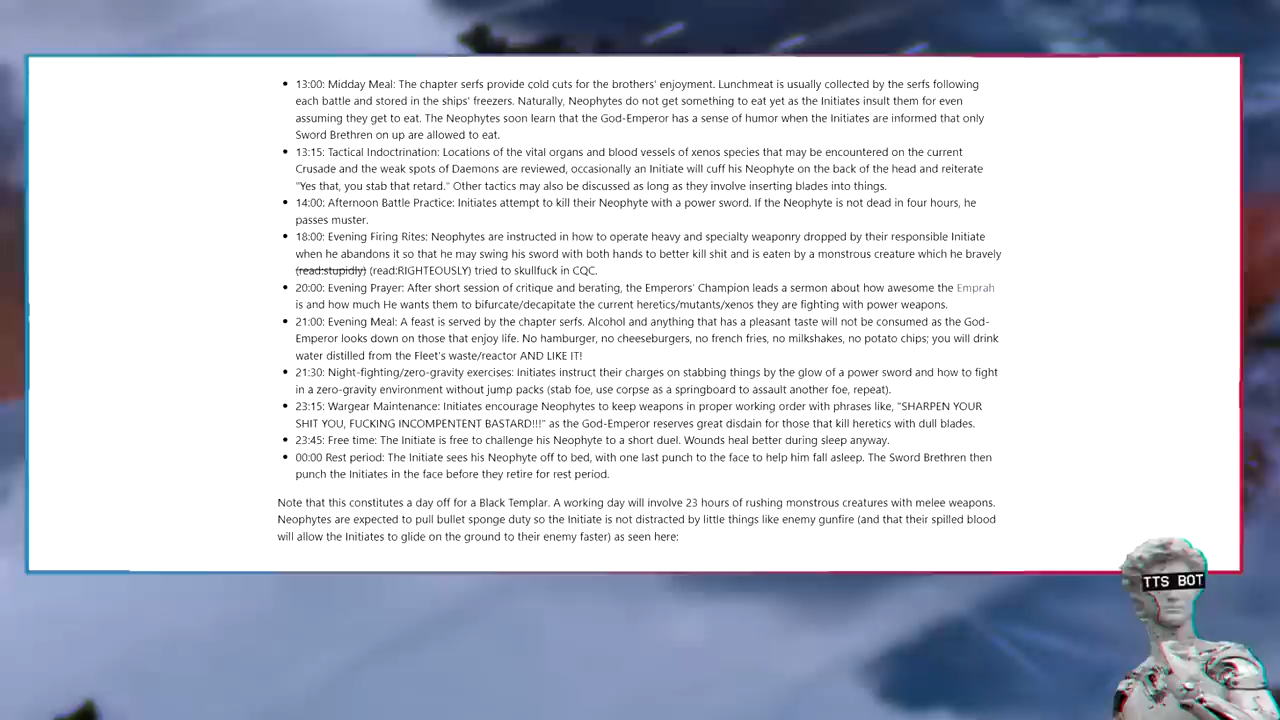 13:00: Midday Meal: The chapter serfs provide cold cuts for the brothers' enjoyment. Lunchmeat is usually collected by the serfs following
each battle and stored in the ships' freezers. Naturally, Neophytes do not get something to eat yet as the Initiates insult them for even
assuming they get to eat. The Neophytes soon learn that the God-Emperor has a sense of humor when the Initiates are informed that only
Sword Brethren on up are allowed to eat.
13:15: Tactical Indoctrination: Locations of the vital organs and blood vessels of xenos species that may be encountered on the current
Crusade and the weak spots of Daemons are reviewed, occasionally an Initiate will cuff his Neophyte on the back of the head and reiterate
"Yes that, you stab that retard." Other tactics may also be discussed as long as they involve inserting blades into things.
14:00: Afternoon Battle Practice: Initiates attempt to kill their Neophyte with a power sword. If the Neophyte is not dead in four hours, he
passes muster.
18:00: Evening Firing Rites: Neophytes are instructed in how to operate heavy and specialty weaponry dropped by their responsible Initiate
when he abandons it so that he may swing his sword with both hands to better kill shit and is eaten by a monstrous creature which he bravely
(read:stupidly) (read:RIGHTEOUSLY) tried to skullfuck in CQC.
20:00: Evening Prayer: After short session of critique and berating, the Emperors' Champion leads a sermon about how awesome the Emprah
is and how much He wants them to bifurcate/decapitate the current heretics/mutants/xenos they are fighting with power weapons.
21:00: Evening Meal: A feast is served by the chapter serfs. Alcohol and anything that has a pleasant taste will not be consumed as the God-
Emperor looks down on those that enjoy life. No hamburger, no cheeseburgers, no french fries, no milkshakes, no potato chips; you will drink
water distilled from the Fleet's waste/reactor AND LIKE IT!
21:30: Night-fighting/zero-gravity exercises: Initiates instruct their charges on stabbing things by the glow of a power sword and how to fight
in a zero-gravity environment without jump packs (stab foe, use corpse as a springboard to assault another foe, repeat).
23:15: Wargear Maintenance: Initiates encourage Neophytes to keep weapons in proper working order with phrases like, "SHARPEN YOUR
SHIT YOU, FUCKING INCOMPENTENT BASTARD!!!" as the God-Emperor reserves great disdain for those that kill heretics with dull blades.
23:45: Free time: The Initiate is free to challenge his Neophyte to a short duel. Wounds heal better during sleep anyway.
00:00 Rest period: The Initiate sees his Neophyte off to bed, with one last punch to the face to help him fall asleep. The Sword Brethren then
punch the Initiates in the face before they retire for rest period.
Note that this constitutes a day off for a Black Templar. A working day will involve 23 hours of rushing monstrous creatures with melee weapons.
Neophytes are expected to pull bullet sponge duty so the Initiate is not distracted by little things like enemy gunfire (and that their spilled blood
will allow the Initiates to glide on the ground to their enemy faster) as seen here:
TTS BOT